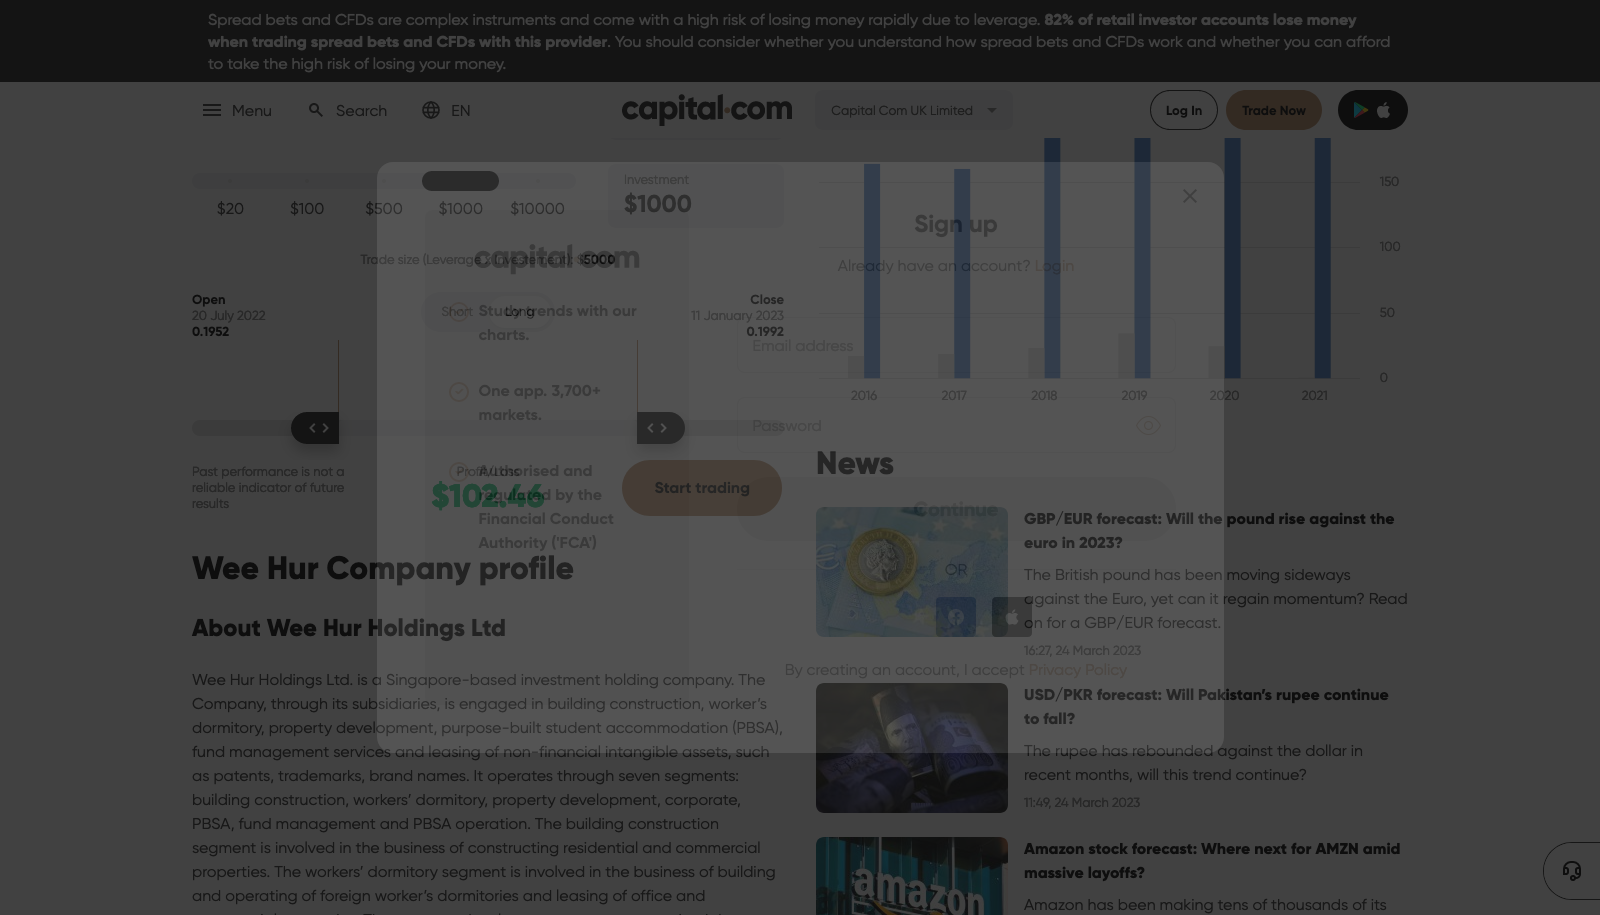 Spread bets and CFDs are complex instruments and come with a high risk of losing money rapidly due to leverage. 82% of retail investor accounts lose money
when trading spread bets and CFDs with this provider. You should consider whether you understand how spread bets and CFDs work and whether you can afford
to take the high risk of losing your money.
Menu
Search
EN
capital.com
Capital Com UK Limited
Log In
Trade Now
$20
$100
$500
$1000
$10000
Investment
$1000
Trade size (Leverage x Investement): $5000
Open
20 July 2022
0.1952
Short
Long
Close
11 January 2023
0.1992
Past performance is not a
reliable indicator of future
results
Profit/Loss
$102.46
Start trading
150
100
50
0
2016
2017
2018
2019
2020
2021
Sign up
Already have an account? Login
Email address
Password
Continue
OR
By creating an account, I accept Privacy Policy
capital.com
Study trends with our
charts.
One app. 3,700+
markets.
Authorised and
regulated by the
Financial Conduct
Authority ('FCA')
Wee Hur Company profile
About Wee Hur Holdings Ltd
Wee Hur Holdings Ltd. is a Singapore-based investment holding company. The
Company, through its subsidiaries, is engaged in building construction, worker's
dormitory, property development, purpose-built student accommodation (PBSA),
fund management services and leasing of non-financial intangible assets, such
as patents, trademarks, brand names. It operates through seven segments:
building construction, workers' dormitory, property development, corporate,
PBSA, fund management and PBSA operation. The building construction
segment is involved in the business of constructing residential and commercial
properties. The workers' dormitory segment is involved in the business of building
and operating of foreign worker's dormitories and leasing of office and
News
GBP/EUR forecast: Will the pound rise against the
euro in 2023?
The British pound has been moving sideways
against the Euro, yet can it regain momentum? Read
on for a GBP/EUR forecast.
16:27, 24 March 2023
USD/PKR forecast: Will Pakistan's rupee continue
to fall?
The rupee has rebounded against the dollar in
recent months, will this trend continue?
11:49, 24 March 2023
amazon
Amazon stock forecast: Where next for AMZN amid
massive layoffs?
Amazon has been making tens of thousands of its